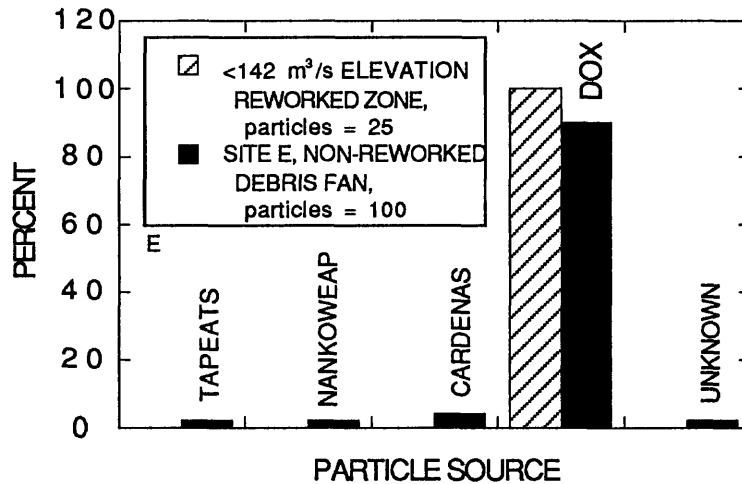 120
100
80
60
40
20
0
PERCENT
<142 m³/s ELEVATION
REWORKED ZONE,
particles = 25
SITE E, NON-REWORKED
DEBRIS FAN,
particles = 100
E
TAPEATS
NANKOWEAP
CARDENAS
DOX
UNKNOWN
PARTICLE SOURCE